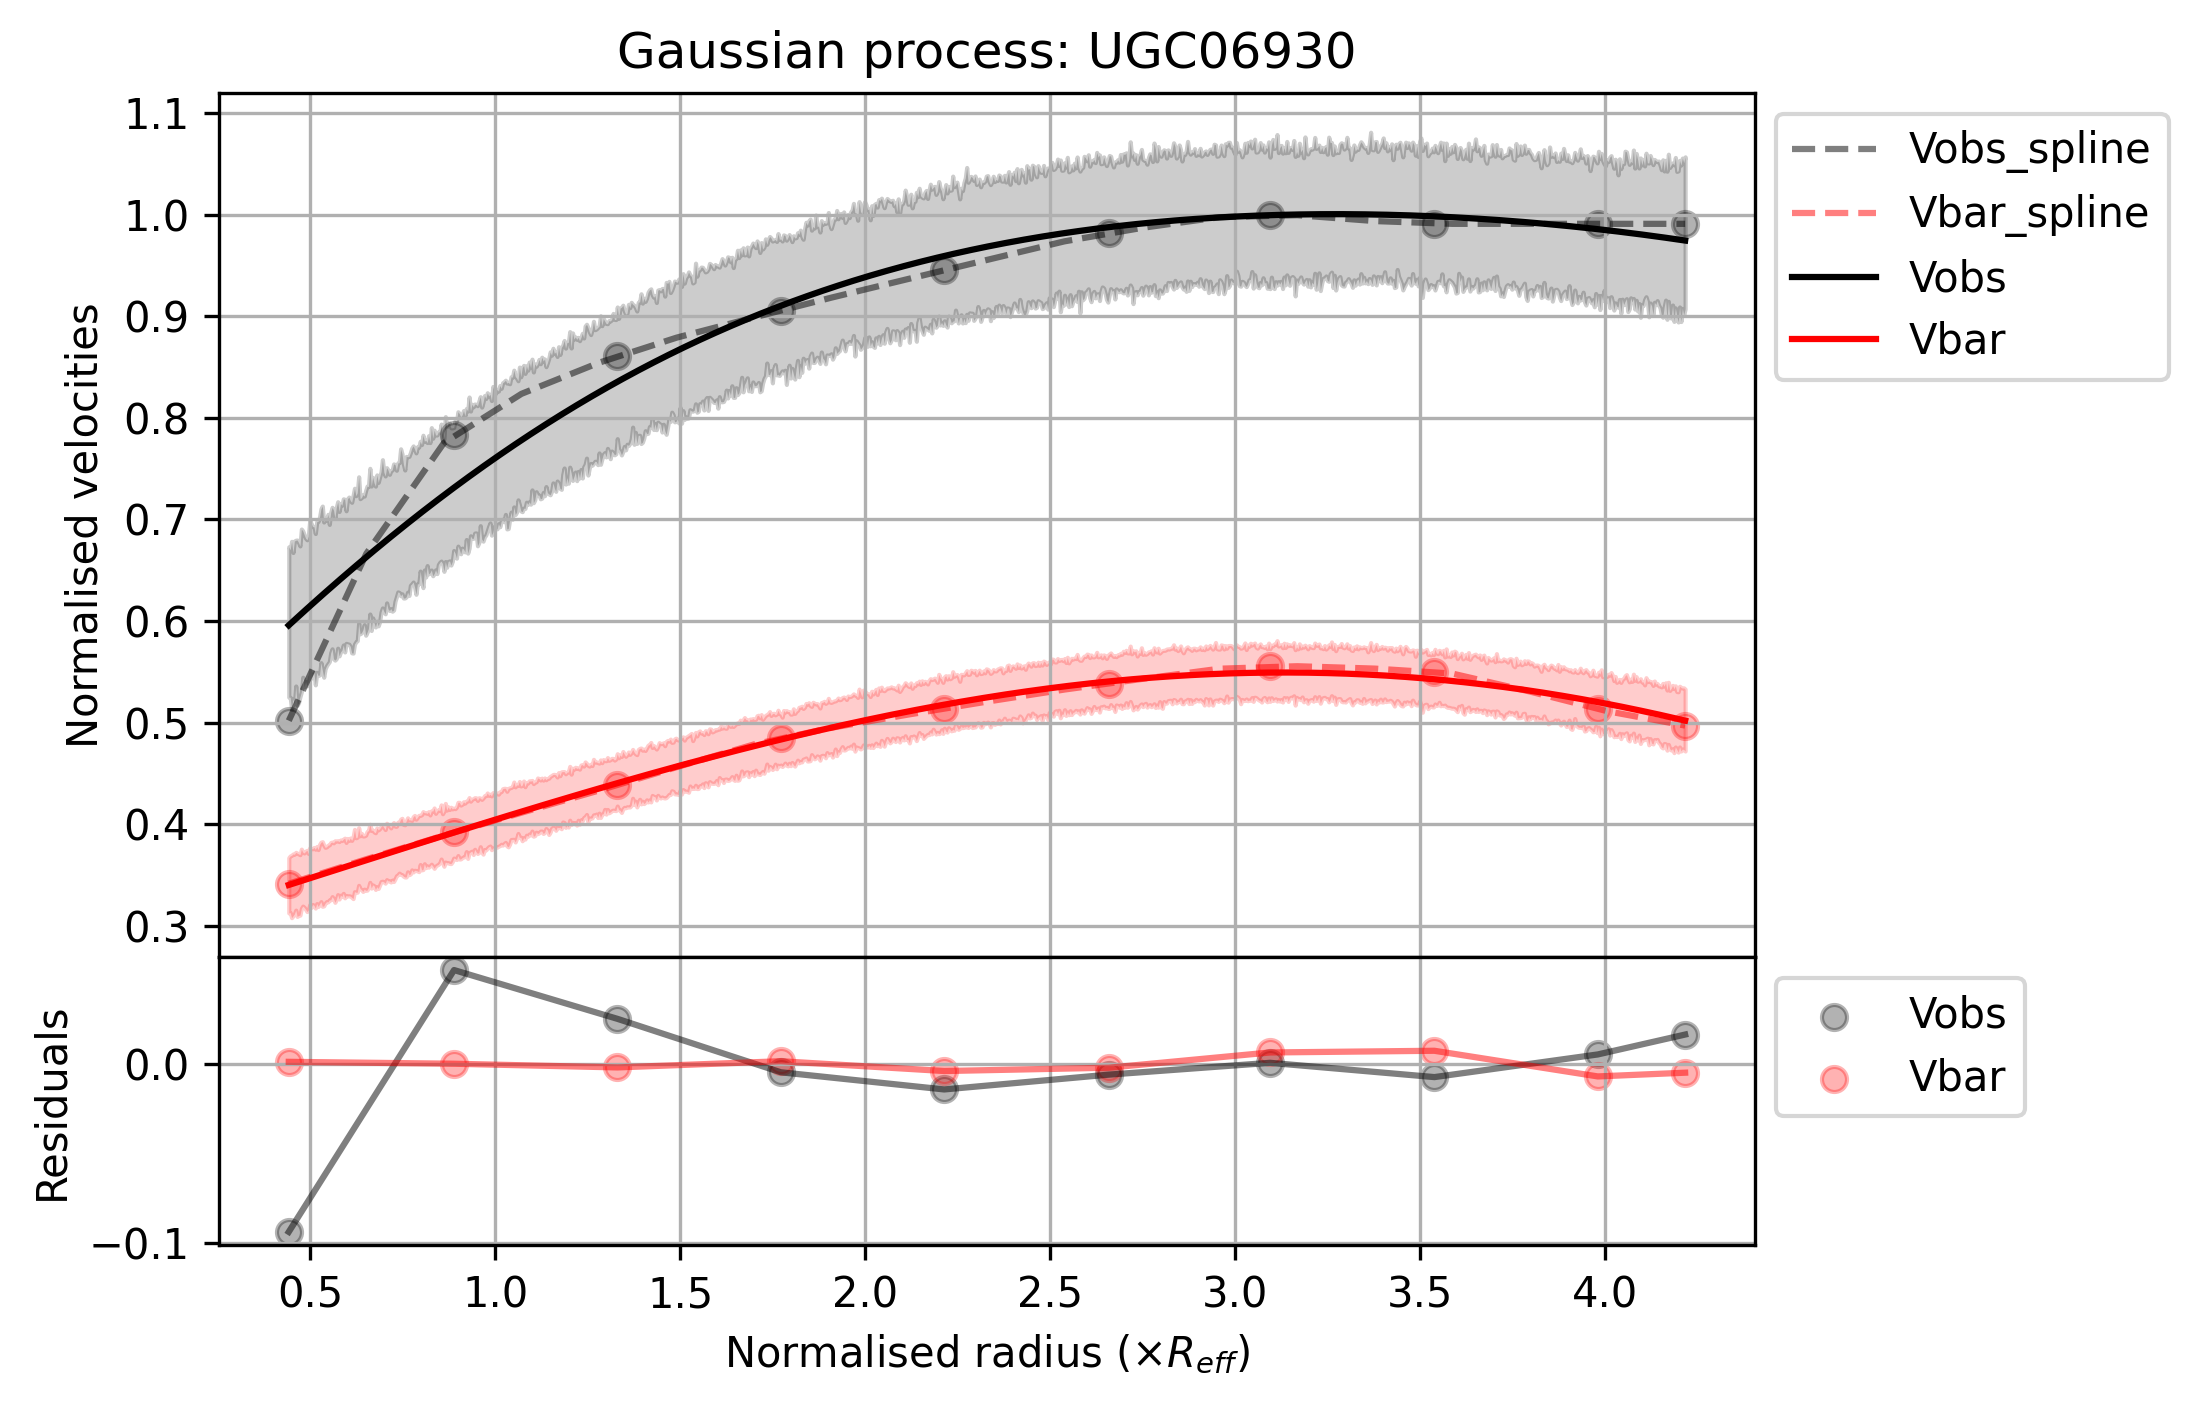 Gaussian process: UGC06930
Normalised velocities
1.1
1.0
0.9
0.8
0.7
0.6
0.5
0.4
0.3
Vobs_spline
Vbar_spline
Vobs
Vbar
Residuals
0.0
−0.1
Vobs
Vbar
0.5 1.0 1.5 2.0 2.5 3.0 3.5 4.0
Normalised radius (×R_eff)